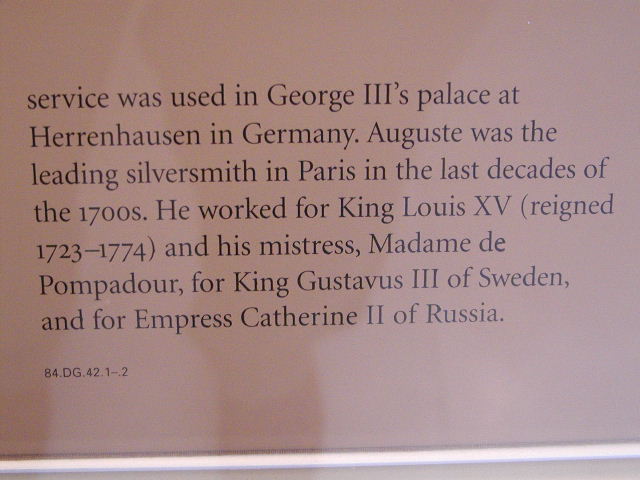 service was used in George III's palace at
Herrenhausen in Germany. Auguste was the
leading silversmith in Paris in the last decades of
the 1700s. He worked for King Louis XV (reigned
1723–1774) and his mistress, Madame de
Pompadour, for King Gustavus III of Sweden,
and for Empress Catherine II of Russia.
84.DG.42.1–.2